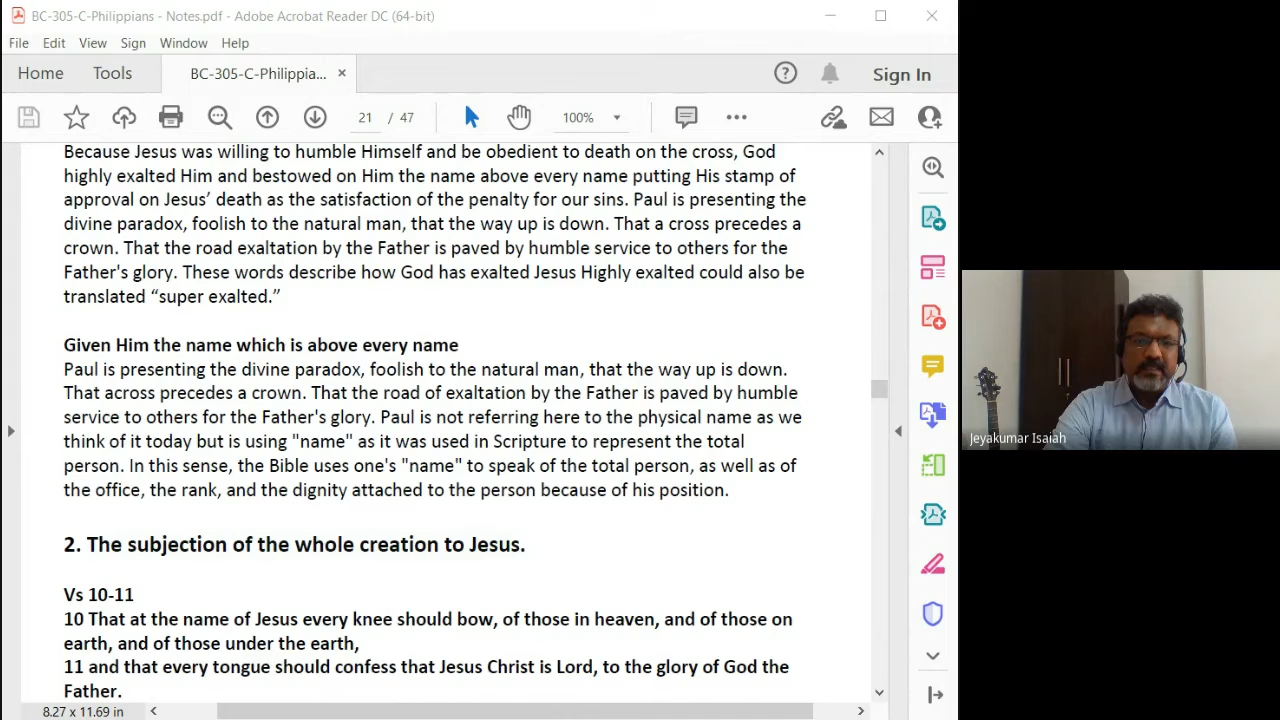 BC-305-C-Philippians - Notes.pdf - Adobe Acrobat Reader DC (64-bit)
File Edit View Sign Window Help
Home Tools BC-305-C-Philippia... × Sign In
21 / 47 100%
Because Jesus was willing to humble Himself and be obedient to death on the cross, God
highly exalted Him and bestowed on Him the name above every name putting His stamp of
approval on Jesus’ death as the satisfaction of the penalty for our sins. Paul is presenting the
divine paradox, foolish to the natural man, that the way up is down. That a cross precedes a
crown. That the road exaltation by the Father is paved by humble service to others for the
Father's glory. These words describe how God has exalted Jesus Highly exalted could also be
translated “super exalted.”
Given Him the name which is above every name
Paul is presenting the divine paradox, foolish to the natural man, that the way up is down.
That across precedes a crown. That the road of exaltation by the Father is paved by humble
service to others for the Father's glory. Paul is not referring here to the physical name as we
think of it today but is using "name" as it was used in Scripture to represent the total
person. In this sense, the Bible uses one's "name" to speak of the total person, as well as of
the office, the rank, and the dignity attached to the person because of his position.
2. The subjection of the whole creation to Jesus.
Vs 10-11
10 That at the name of Jesus every knee should bow, of those in heaven, and of those on
earth, and of those under the earth,
11 and that every tongue should confess that Jesus Christ is Lord, to the glory of God the
Father.
8.27 x 11.69 in
Jeyakumar Isaiah